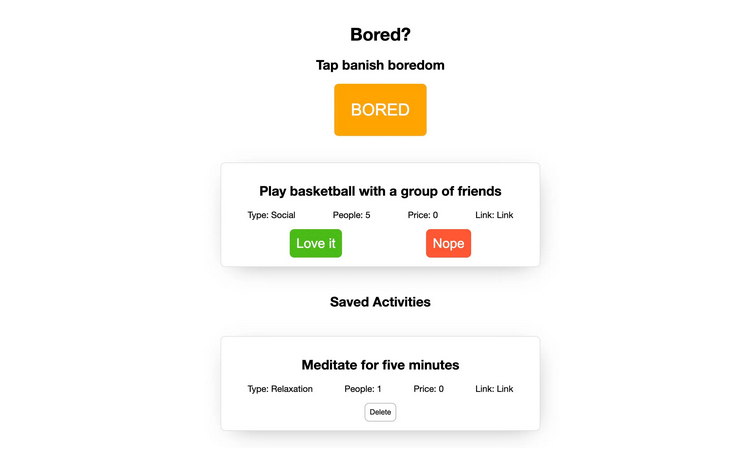 Bored?
Tap banish boredom
BORED
Play basketball with a group of friends
Type: Social People: 5 Price: 0 Link: Link
Love it Nope
Saved Activities
Meditate for five minutes
Type: Relaxation People: 1 Price: 0 Link: Link
Delete